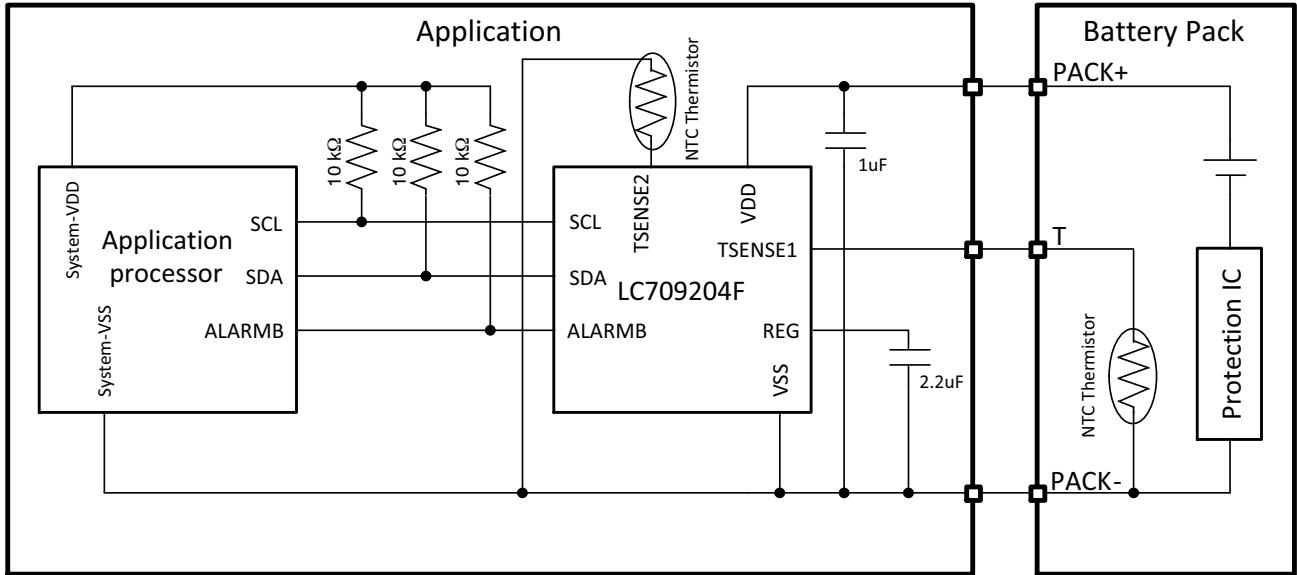 Application
Battery Pack
PACK+
NTC Thermistor
10 kΩ
10 kΩ
10 kΩ
1uF
System-VDD
TSENSE2
VDD
SCL
SCL
T
Application
processor
TSENSE1
SDA
SDA
LC709204F
Protection IC
ALARMB
ALARMB
REG
System-VSS
VSS
2.2uF
NTC Thermistor
PACK-